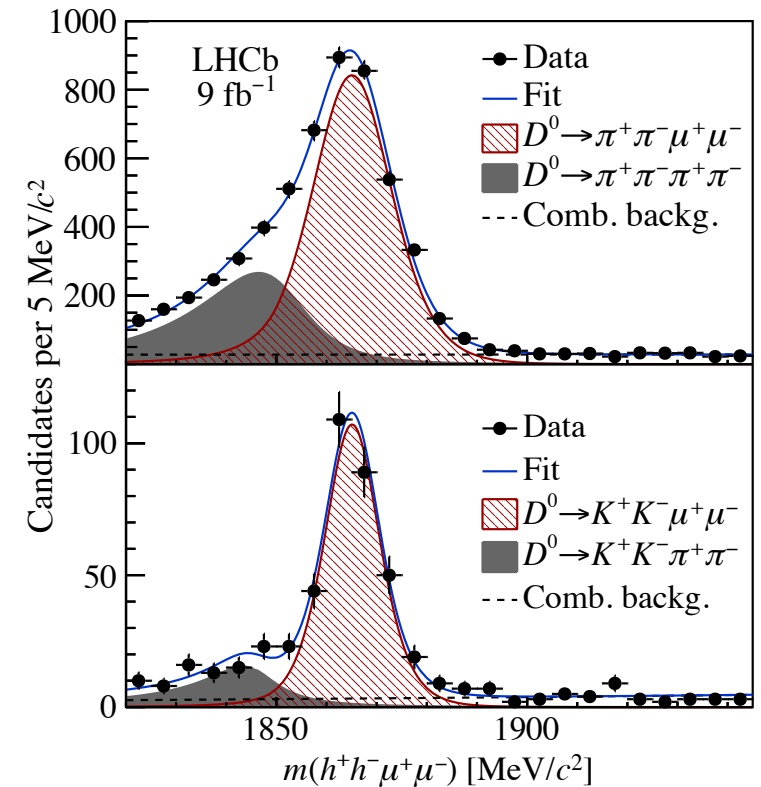 1000
800
600
400
200
LHCb
9 fb⁻¹
Data
Fit
D⁰→π⁺π⁻μ⁺μ⁻
D⁰→π⁺π⁻π⁺π⁻
Comb. backg.
Candidates per 5 MeV/c²
100
50
0
Data
Fit
D⁰→K⁺K⁻μ⁺μ⁻
D⁰→K⁺K⁻π⁺π⁻
Comb. backg.
1850 1900
m(h⁺h⁻μ⁺μ⁻) [MeV/c²]